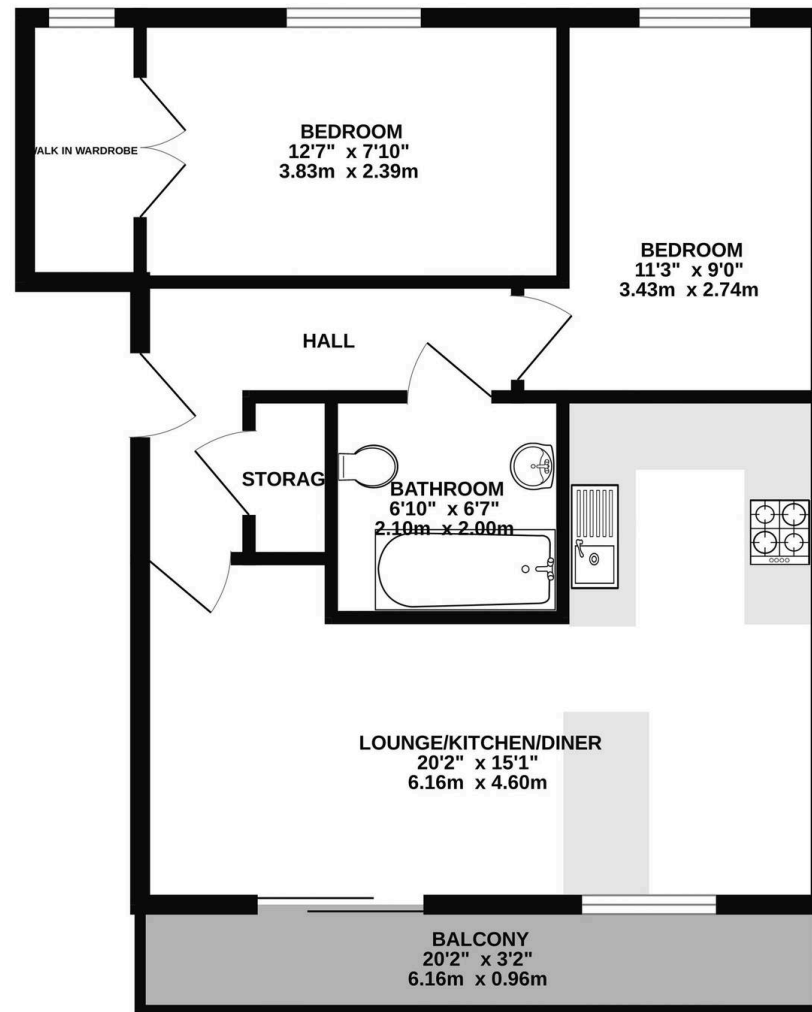 BEDROOM
12'7" x 7'10"
3.83m x 2.39m
WALK IN WARDROBE
BEDROOM
11'3" x 9'0"
3.43m x 2.74m
HALL
STORAG
BATHROOM
6'10" x 6'7"
2.10m x 2.00m
LOUNGE/KITCHEN/DINER
20'2" x 15'1"
6.16m x 4.60m
BALCONY
20'2" x 3'2"
6.16m x 0.96m